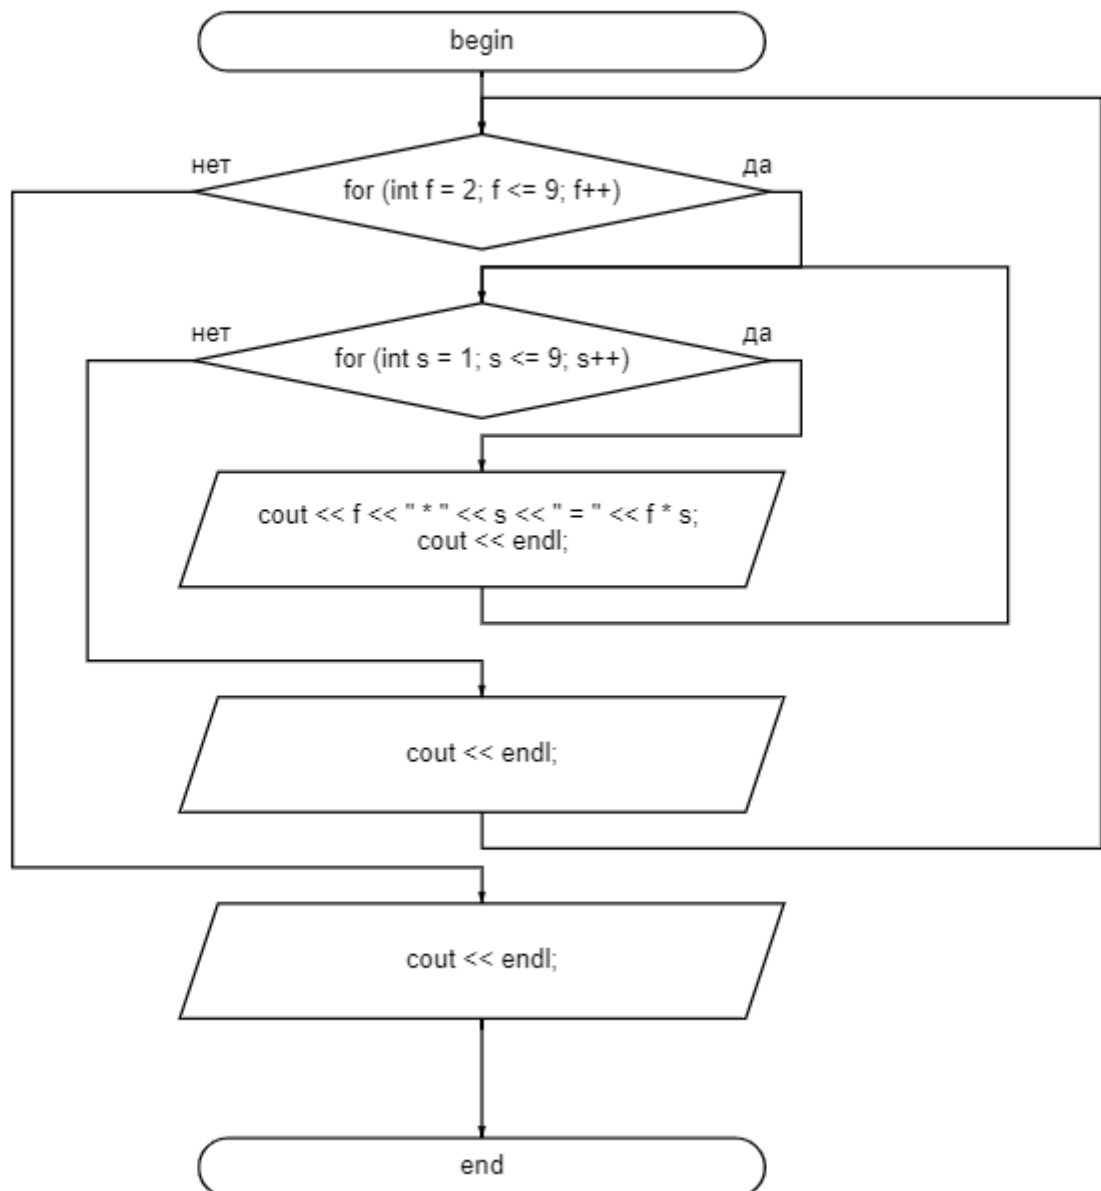 begin
нет
да
for (int f = 2; f <= 9; f++)
нет
да
for (int s = 1; s <= 9; s++)
cout << f << " * " << s << " = " << f * s;
cout << endl;
cout << endl;
cout << endl;
end